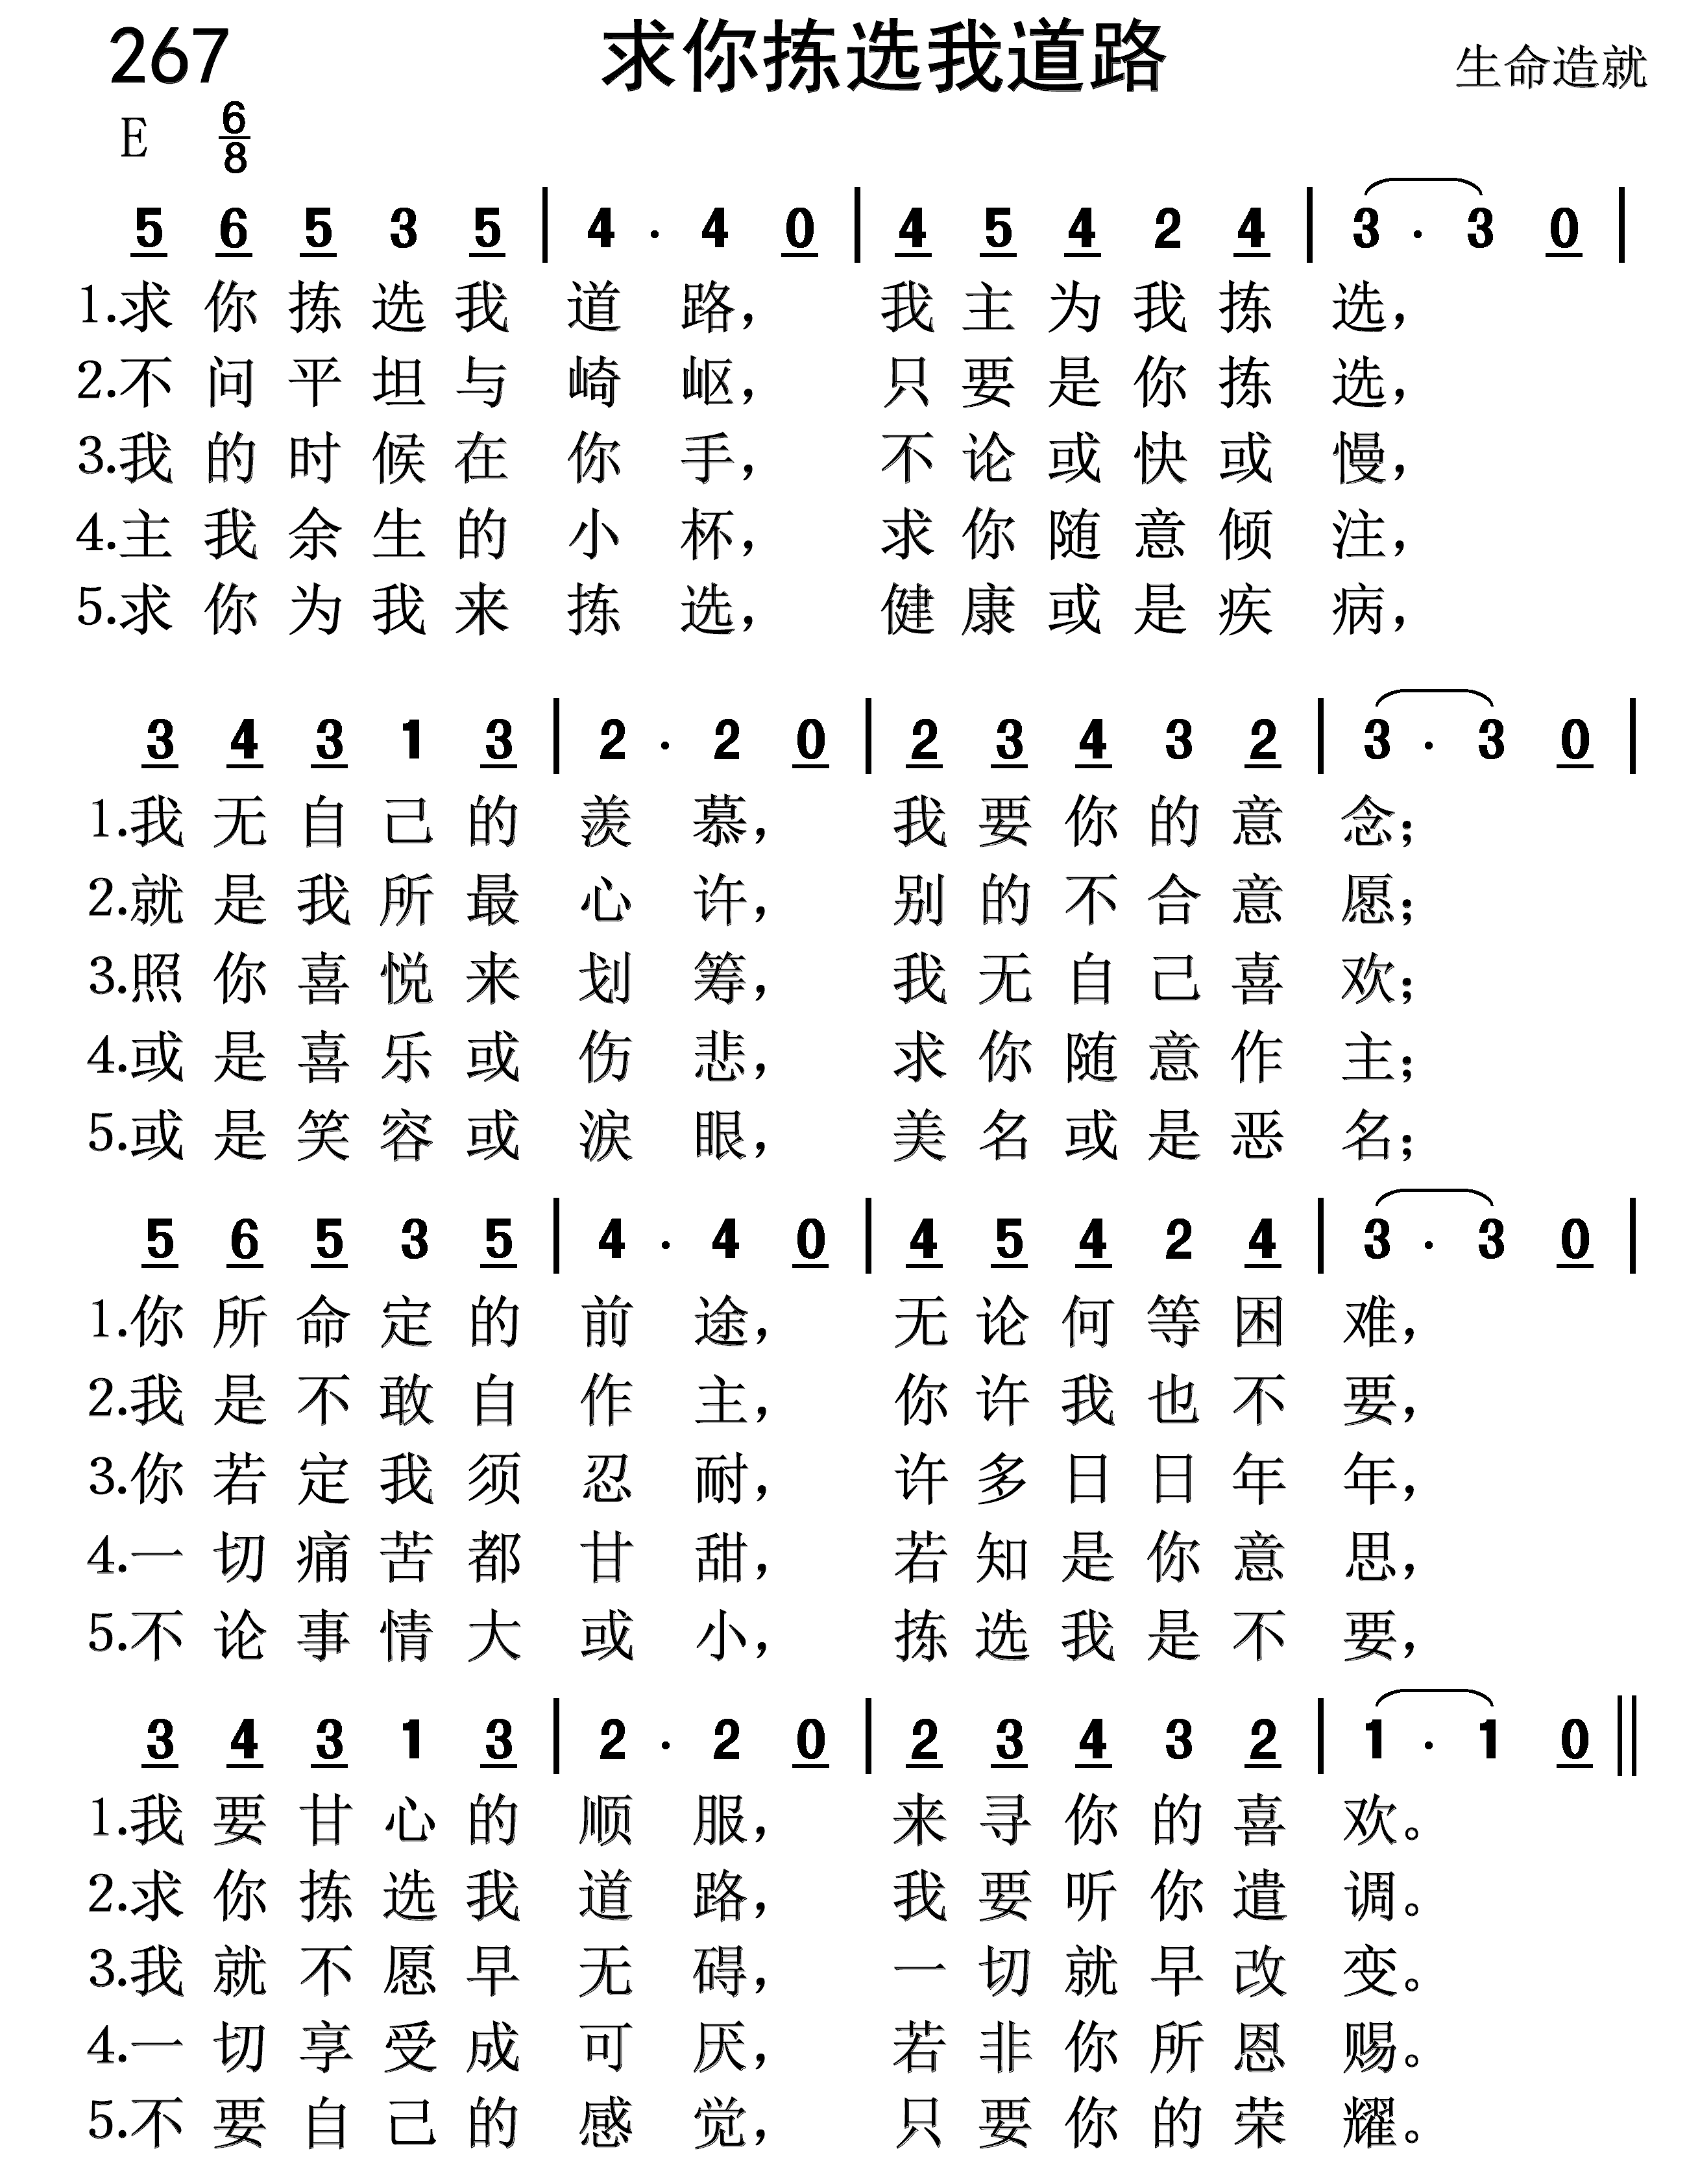 267 求你拣选我道路 生命造就
E 6/8
5 6 5 3 5 | 4 · 4 0 | 4 5 4 2 4 | 3 · 3 0 |
1.求你拣选我道路，我主为我拣选，
2.不问平坦与崎岖，只要是你拣选，
3.我的时候在你手，不论或快或慢，
4.主我余生的小杯，求你随意倾注，
5.求你为我来拣选，健康或是疾病，
3 4 3 1 3 | 2 · 2 0 | 2 3 4 3 2 | 3 · 3 0 |
1.我无自己的羡慕，我要你的意念；
2.就是我所最心许，别的不合意愿；
3.照你喜悦来划筹，我无自己喜欢；
4.或是喜乐或伤悲，求你随意作主；
5.或是笑容或泪眼，美名或是恶名；
5 6 5 3 5 | 4 · 4 0 | 4 5 4 2 4 | 3 · 3 0 |
1.你所命定的前途，无论何等困难，
2.我是不敢自作主，你许我也不要，
3.你若定我须忍耐，许多日日年年，
4.一切痛苦都甘甜，若知是你意思，
5.不论事情大或小，拣选我是不要，
3 4 3 1 3 | 2 · 2 0 | 2 3 4 3 2 | 1 · 1 0 ||
1.我要甘心的顺服，来寻你的喜欢。
2.求你拣选我道路，我要听你遣调。
3.我就不愿早无碍，一切就早改变。
4.一切享受成可厌，若非你所恩赐。
5.不要自己的感觉，只要你的荣耀。